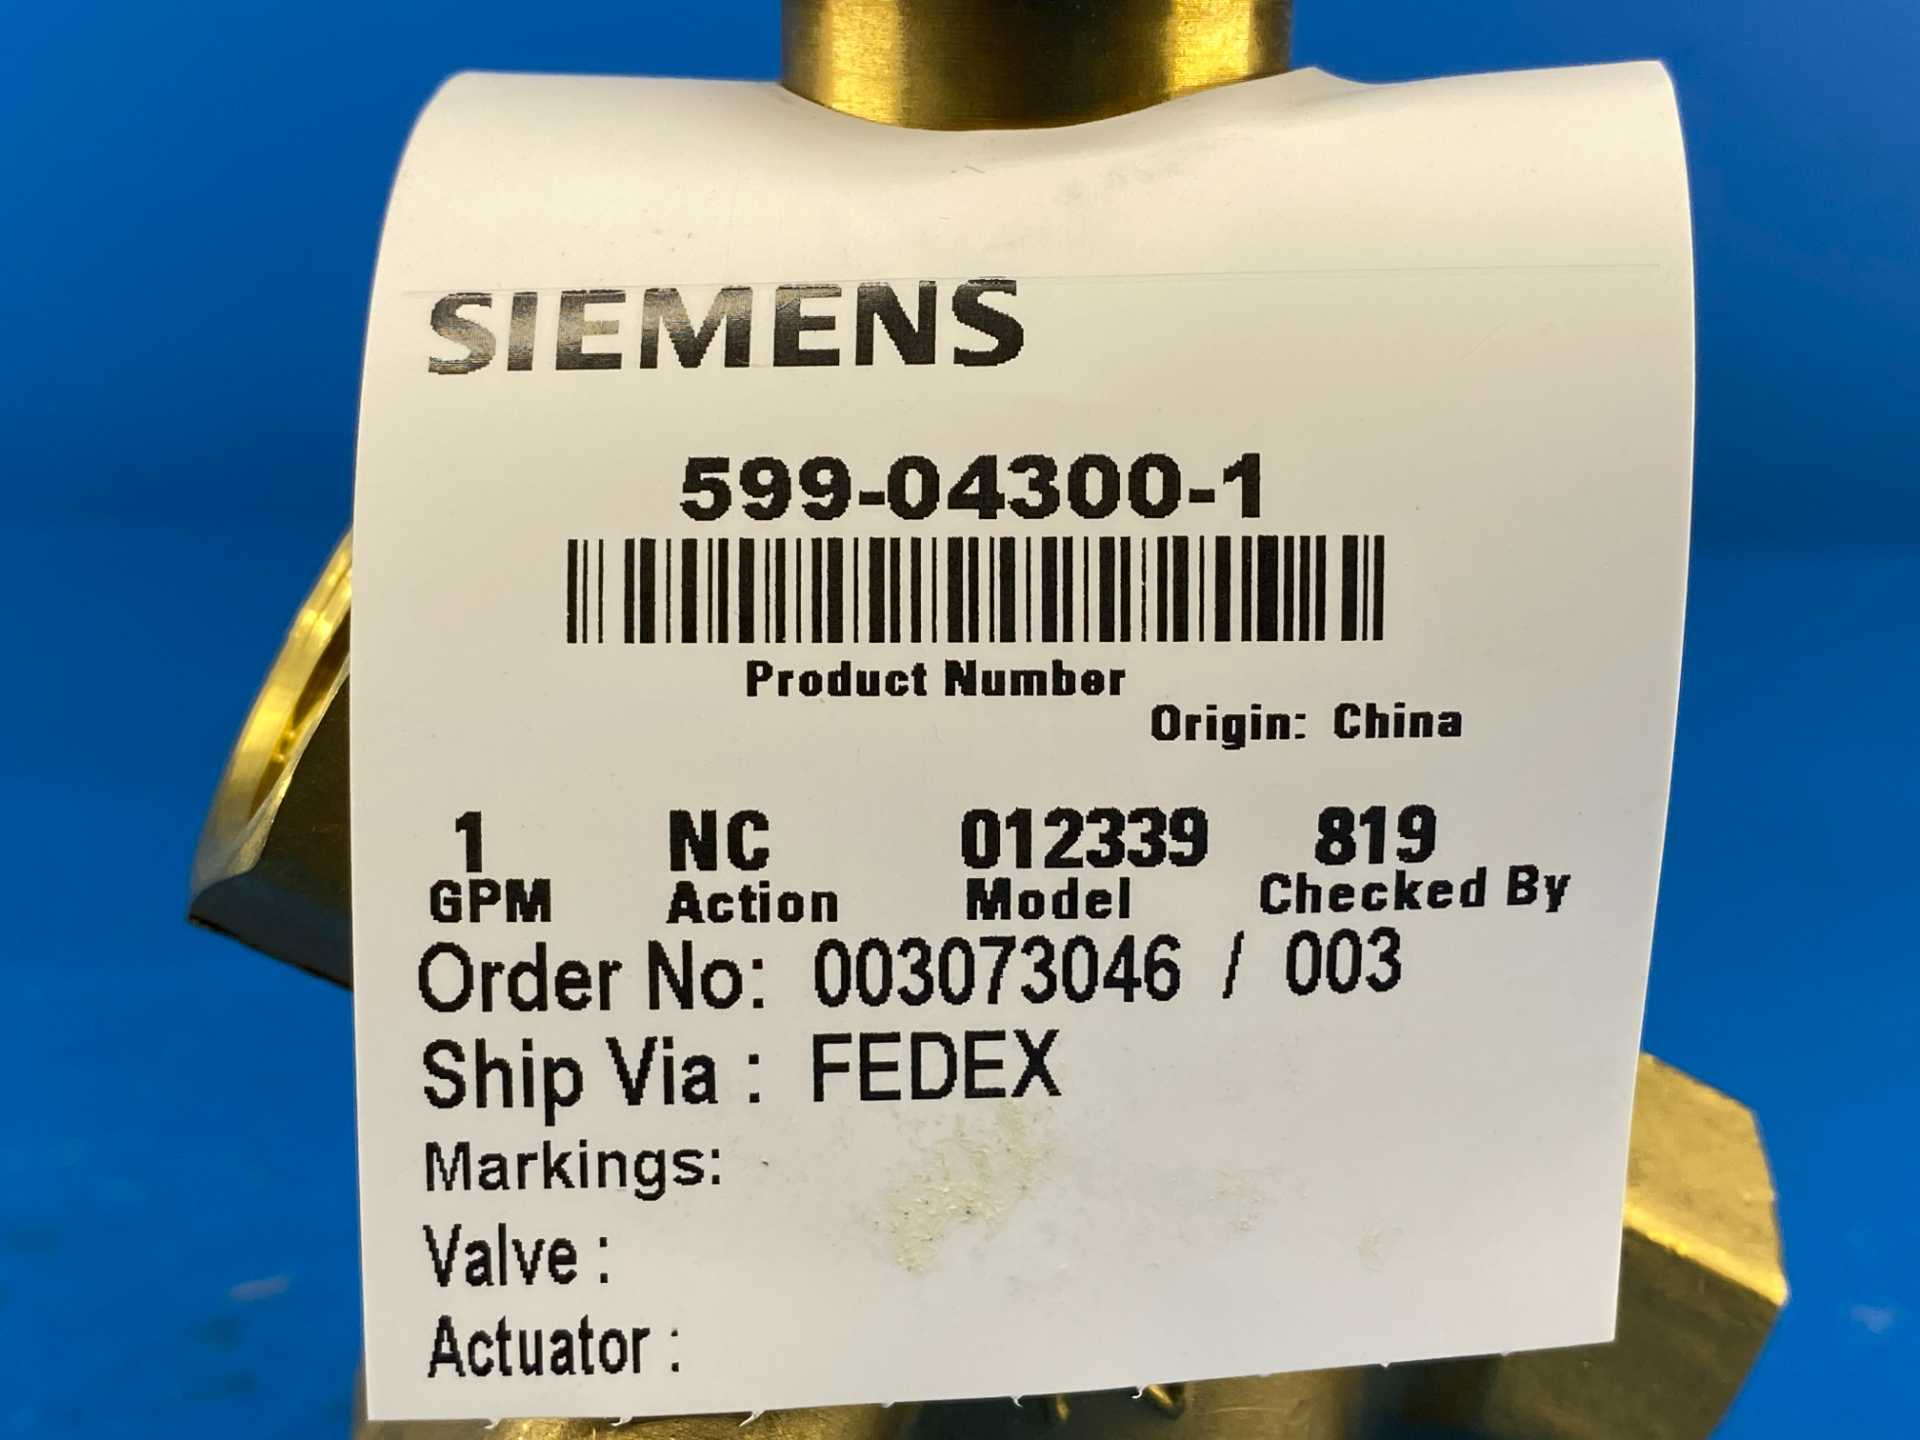 SIEMENS
599-04300-1
Product Number
Origin: China
1 NC 012339 819
GPM Action Model Checked By
Order No: 003073046 / 003
Ship Via : FEDEX
Markings:
Valve :
Actuator :